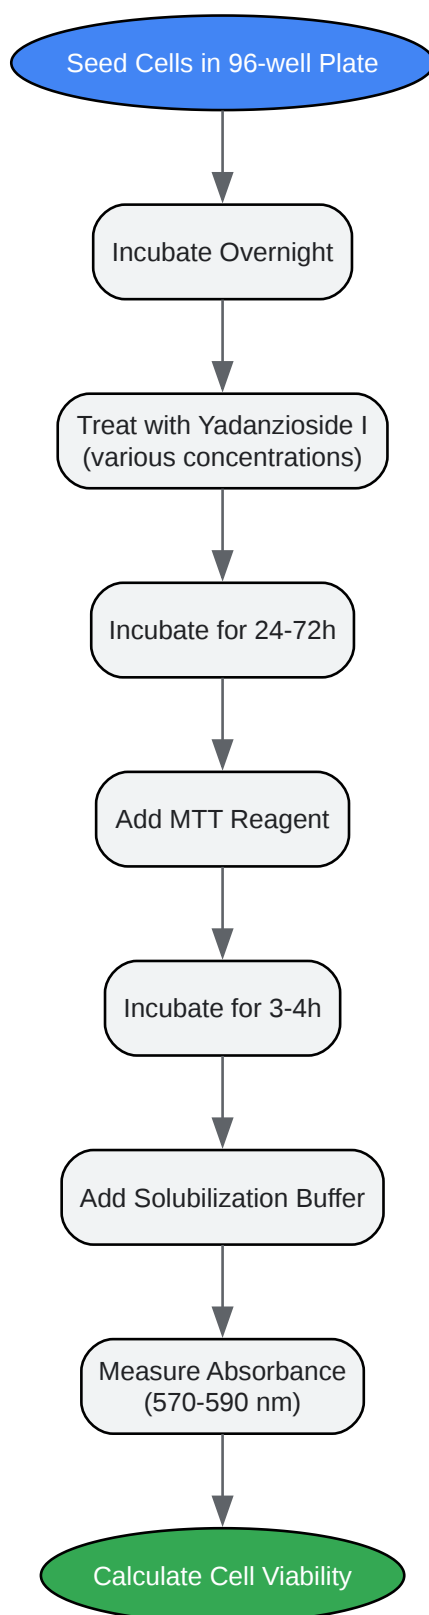 Seed Cells in 96-well Plate
Incubate Overnight
Treat with Yadanzioside I
(various concentrations)
Incubate for 24-72h
Add MTT Reagent
Incubate for 3-4h
Add Solubilization Buffer
Measure Absorbance
(570-590 nm)
Calculate Cell Viability